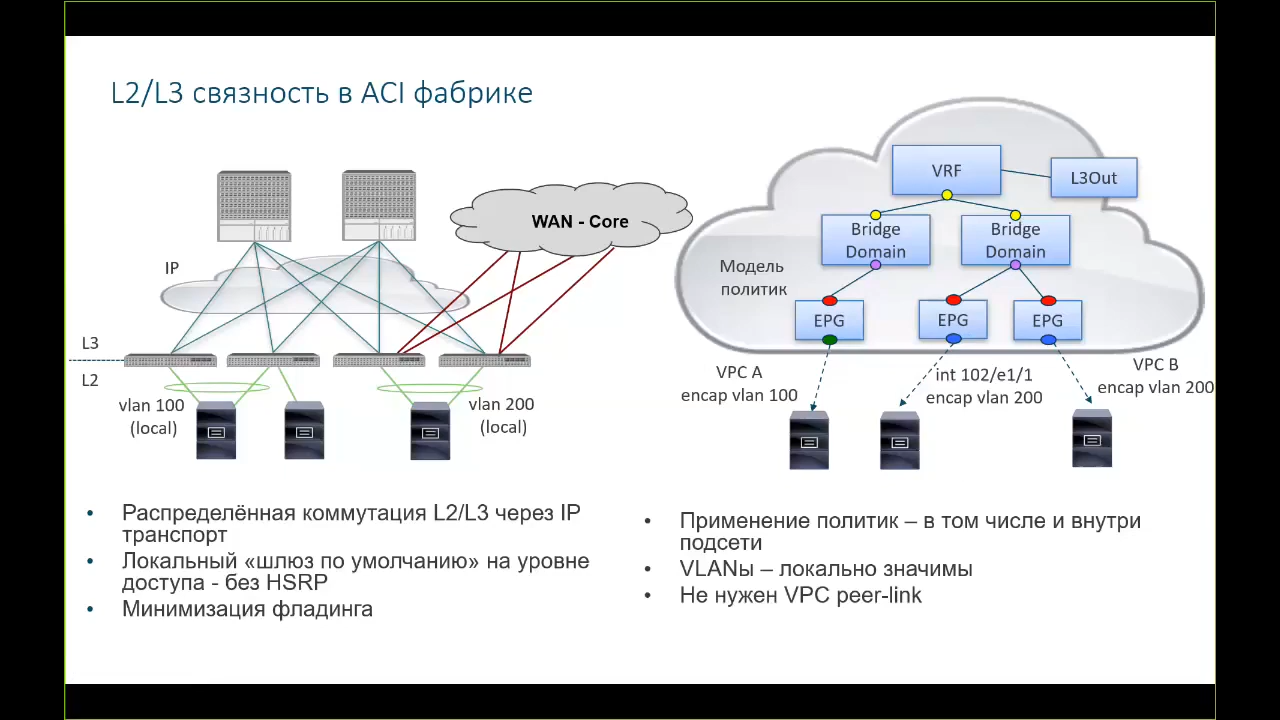 L2/L3 связность в ACI фабрике
WAN - Core
IP
L3
L2
vlan 100
(local)
vlan 200
(local)
VRF
L3Out
Bridge
Domain
Bridge
Domain
Модель
политик
EPG
EPG
EPG
VPC A
encap vlan 100
int 102/e1/1
encap vlan 200
VPC B
encap vlan 200
• Распределённая коммутация L2/L3 через IP
транспорт
• Локальный «шлюз по умолчанию» на уровне
доступа - без HSRP
• Минимизация фладинга
• Применение политик – в том числе и внутри
подсети
• VLANы – локально значимы
• Не нужен VPC peer-link